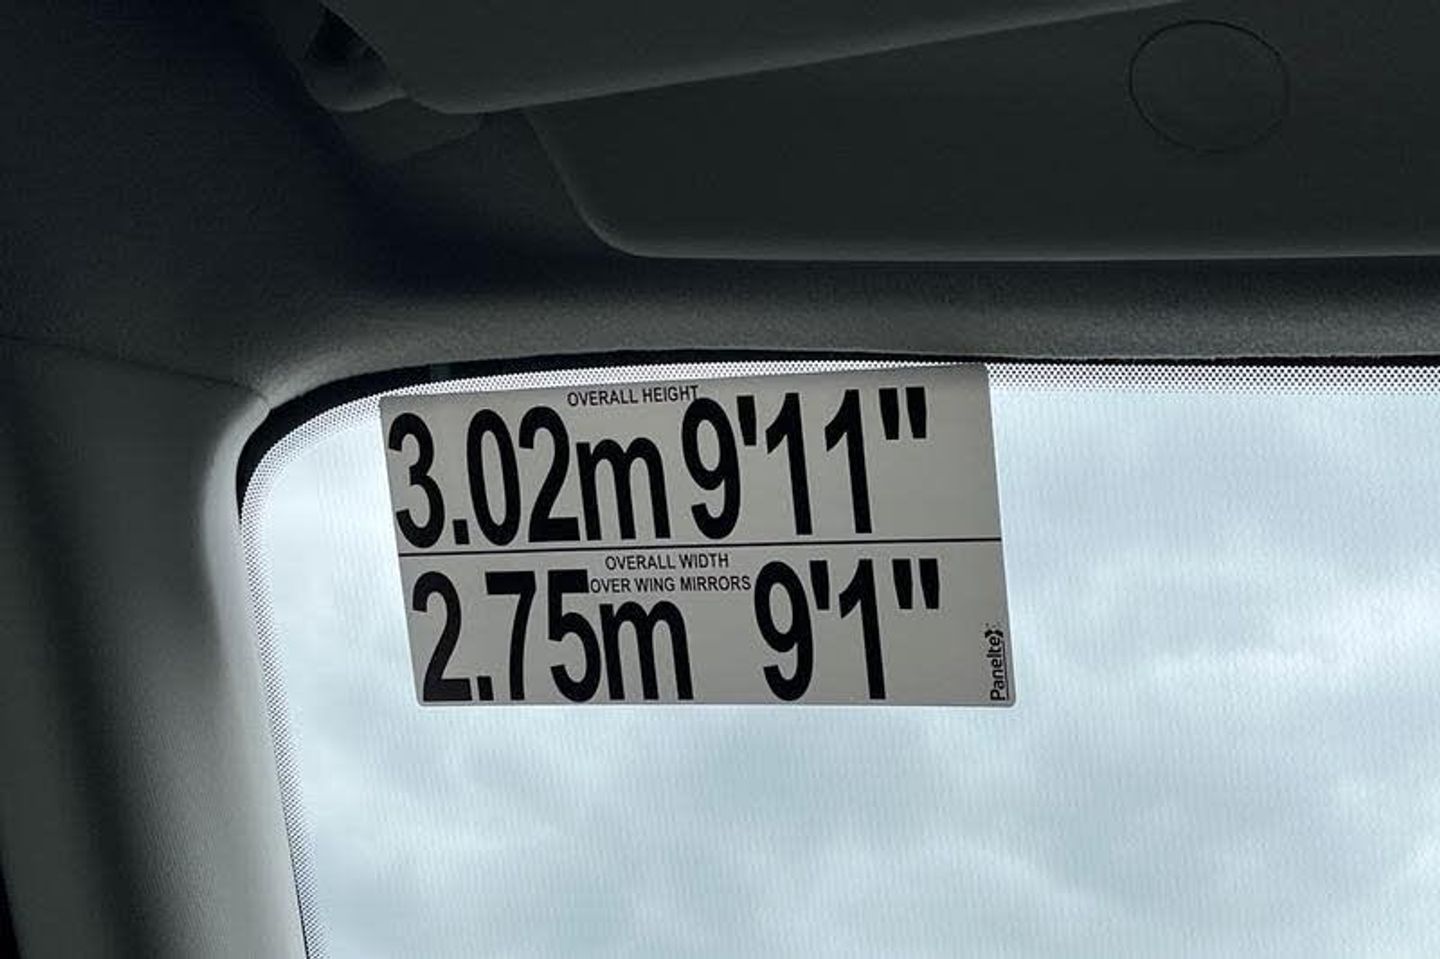 OVERALL HEIGHT
3.02m 9'11"
OVERALL WIDTH
OVER WING MIRRORS
2.75m 9'1"
Paneltex